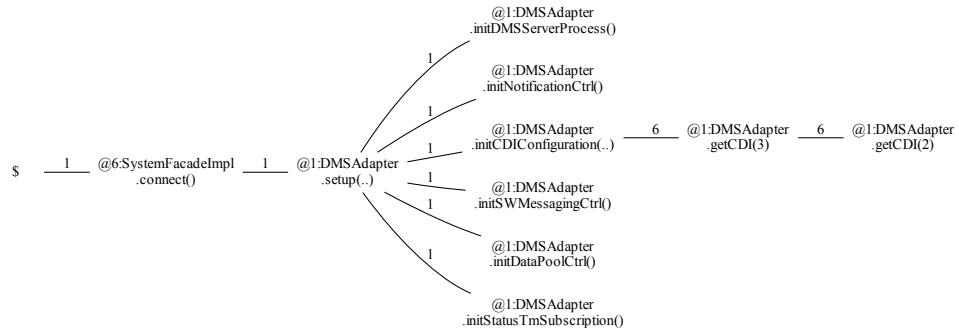 @1:DMSAdapter
.initDMSServerProcess()
1
@1:DMSAdapter
.initNotificationCtrl()
1
$
1
@6:SystemFacadeImpl
.connect()
1
@1:DMSAdapter
.setup(..)
1
@1:DMSAdapter
.initCDIConfiguration(..)
6
@1:DMSAdapter
.getCDI(3)
6
@1:DMSAdapter
.getCDI(2)
1
@1:DMSAdapter
.initSWMessagingCtrl()
1
@1:DMSAdapter
.initDataPoolCtrl()
1
@1:DMSAdapter
.initStatusTmSubscription()